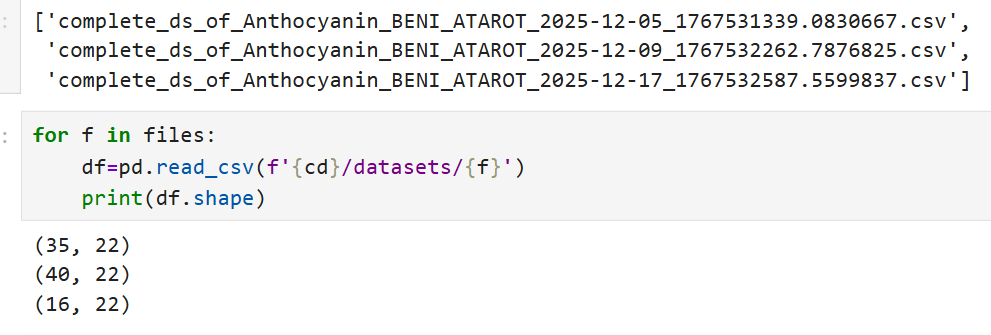 ['complete_ds_of_Anthocyanin_BENI_ATAROT_2025-12-05_1767531339.0830667.csv',
 'complete_ds_of_Anthocyanin_BENI_ATAROT_2025-12-09_1767532262.7876825.csv',
 'complete_ds_of_Anthocyanin_BENI_ATAROT_2025-12-17_1767532587.5599837.csv']
for f in files:
    df=pd.read_csv(f'{cd}/datasets/{f}')
    print(df.shape)
(35, 22)
(40, 22)
(16, 22)